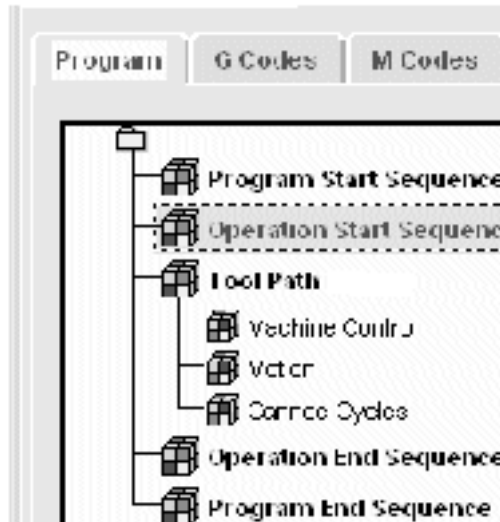 Program G Codes M Codes
Program Start Sequence
Operation Start Sequenc
Tool Path
Machine Control
Motion
Canned Cycles
Operation End Sequence
Program End Sequence